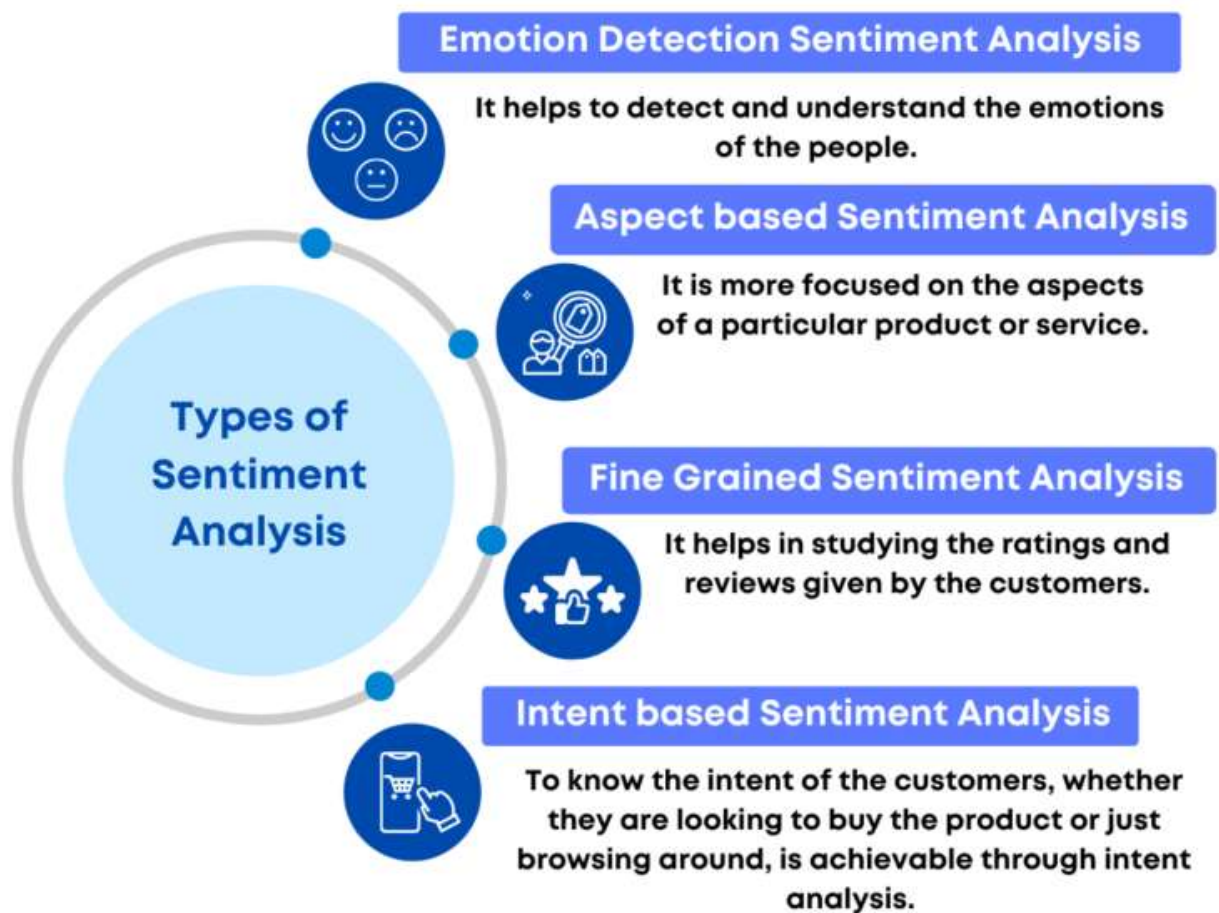 Emotion Detection Sentiment Analysis
It helps to detect and understand the emotions
of the people.
Aspect based Sentiment Analysis
It is more focused on the aspects
of a particular product or service.
Types of
Sentiment
Analysis
Fine Grained Sentiment Analysis
It helps in studying the ratings and
reviews given by the customers.
Intent based Sentiment Analysis
To know the intent of the customers, whether
they are looking to buy the product or just
browsing around, is achievable through intent
analysis.